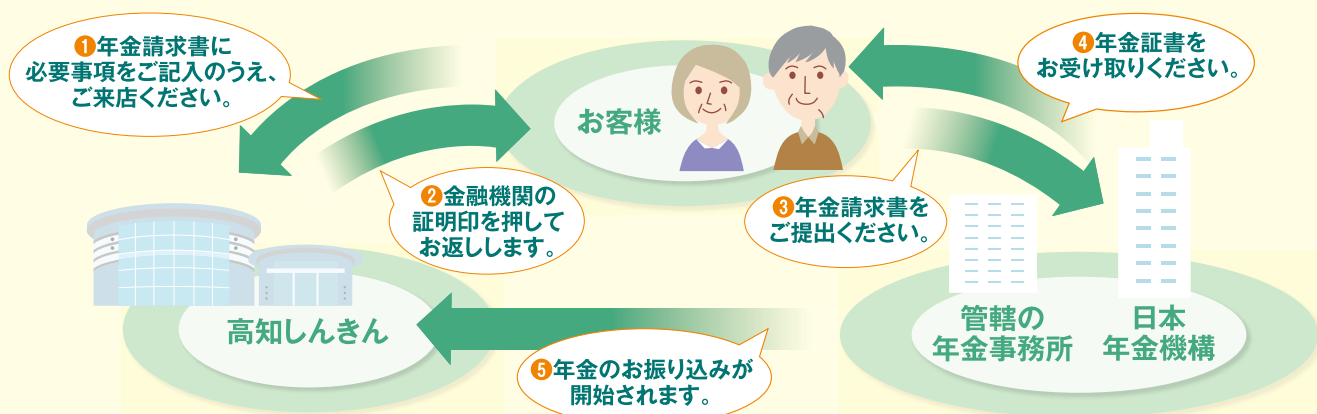 ❶年金請求書に
必要事項をご記入のうえ、
ご来店ください。
❷金融機関の
証明印を押して
お返しします。
お客様
❸年金請求書を
ご提出ください。
❹年金証書を
お受け取りください。
高知しんきん
管轄の
年金事務所
日本
年金機構
❺年金のお振り込みが
開始されます。